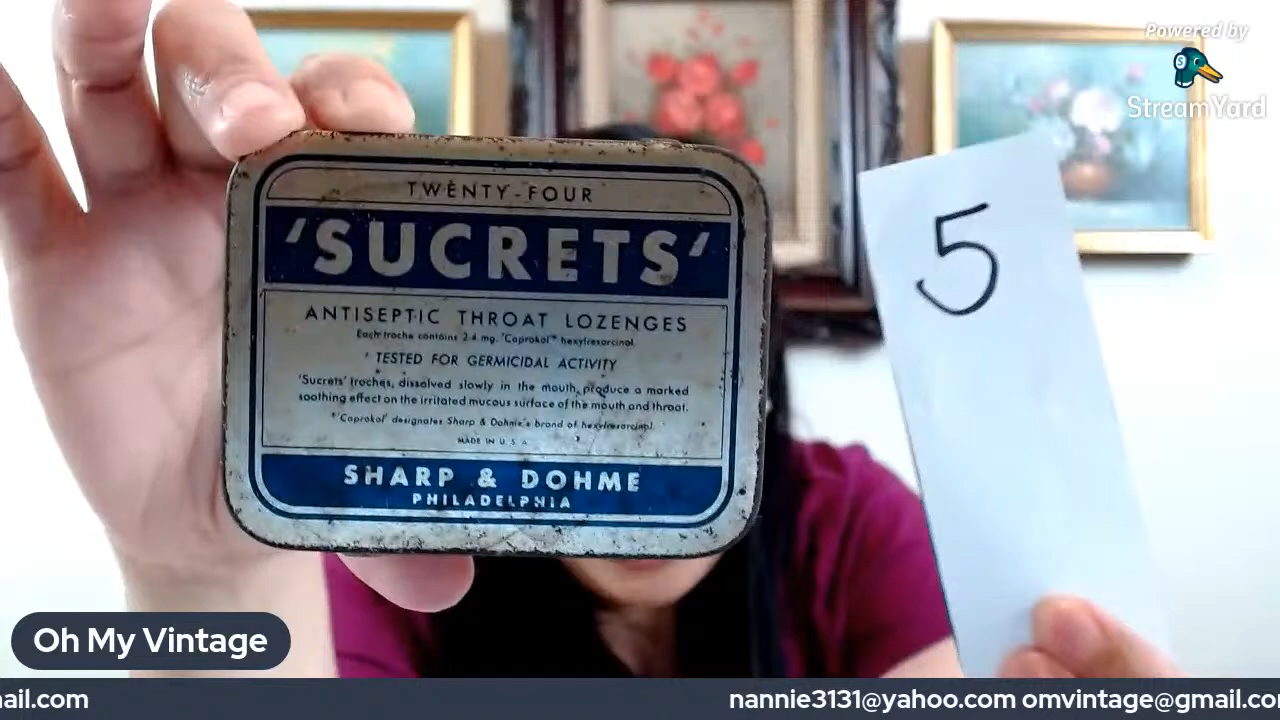 Powered by
StreamYard
TWENTY-FOUR
'SUCRETS'
ANTISEPTIC THROAT LOZENGES
Each troche contains 2.4 mg. 'Caprokol'* hexylresorcinol.
TESTED FOR GERMICIDAL ACTIVITY
'Sucrets' troches, dissolved slowly in the mouth, produce a marked
soothing effect on the irritated mucous surface of the mouth and throat.
*'Caprokol' designates Sharp & Dohme's brand of hexylresorcinol.
MADE IN U. S. A.
SHARP & DOHME
PHILADELPHIA
5
Oh My Vintage
ail.com nannie3131@yahoo.com omvintage@gmail.co